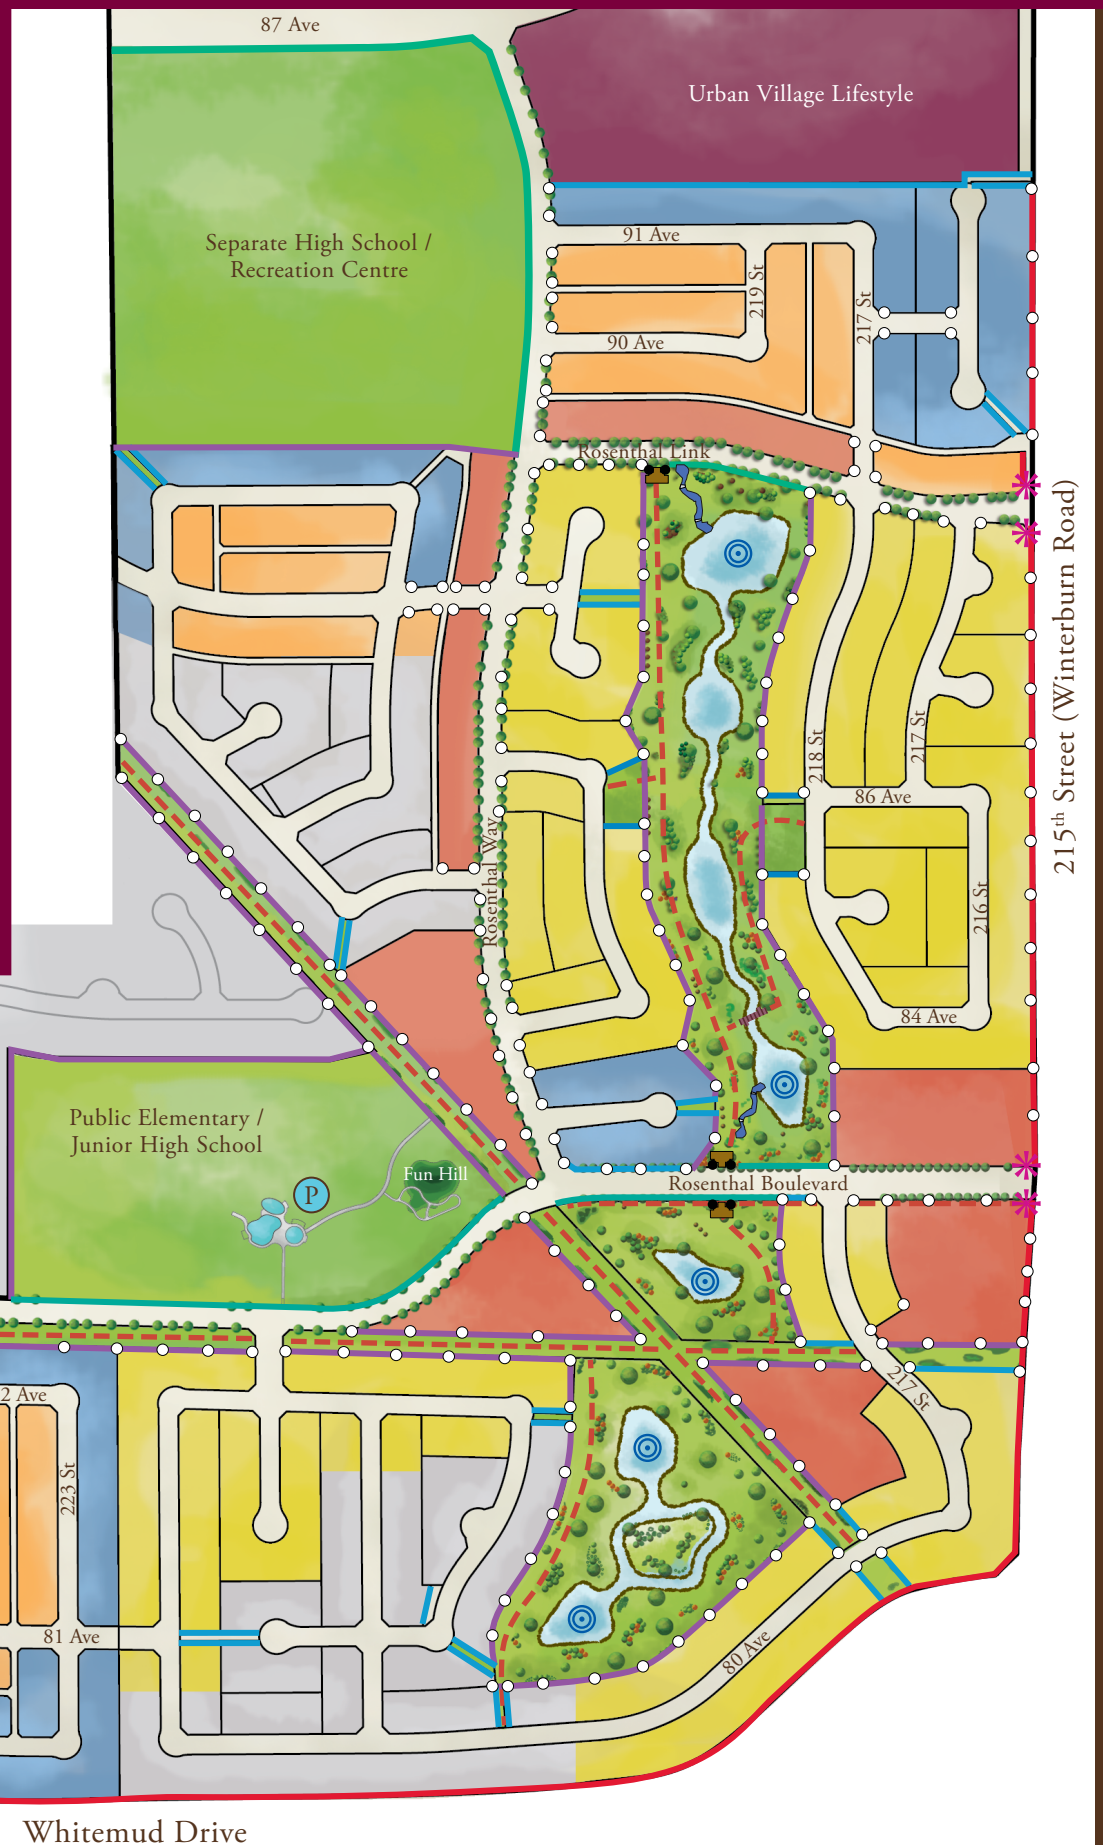 87 Ave
Urban Village Lifestyle
Separate High School /
Recreation Centre
91 Ave
219 St
217 St
90 Ave
Rosenthal Link
215th Street (Winterburn Road)
218 St
217 St
86 Ave
Rosenthal Way
216 St
84 Ave
Public Elementary /
Junior High School
Fun Hill
P
Rosenthal Boulevard
217 St
2 Ave
223 St
81 Ave
80 Ave
Whitemud Drive